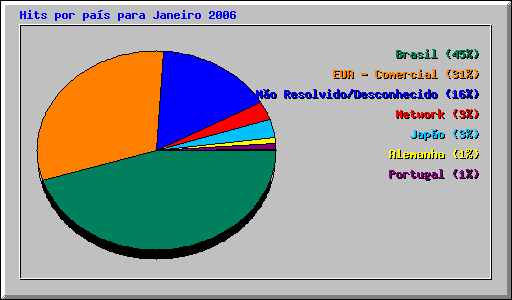 Hits por país para Janeiro 2006
Brasil (45%)
EUA - Comercial (31%)
Não Resolvido/Desconhecido (16%)
Network (3%)
Japão (3%)
Alemanha (1%)
Portugal (1%)